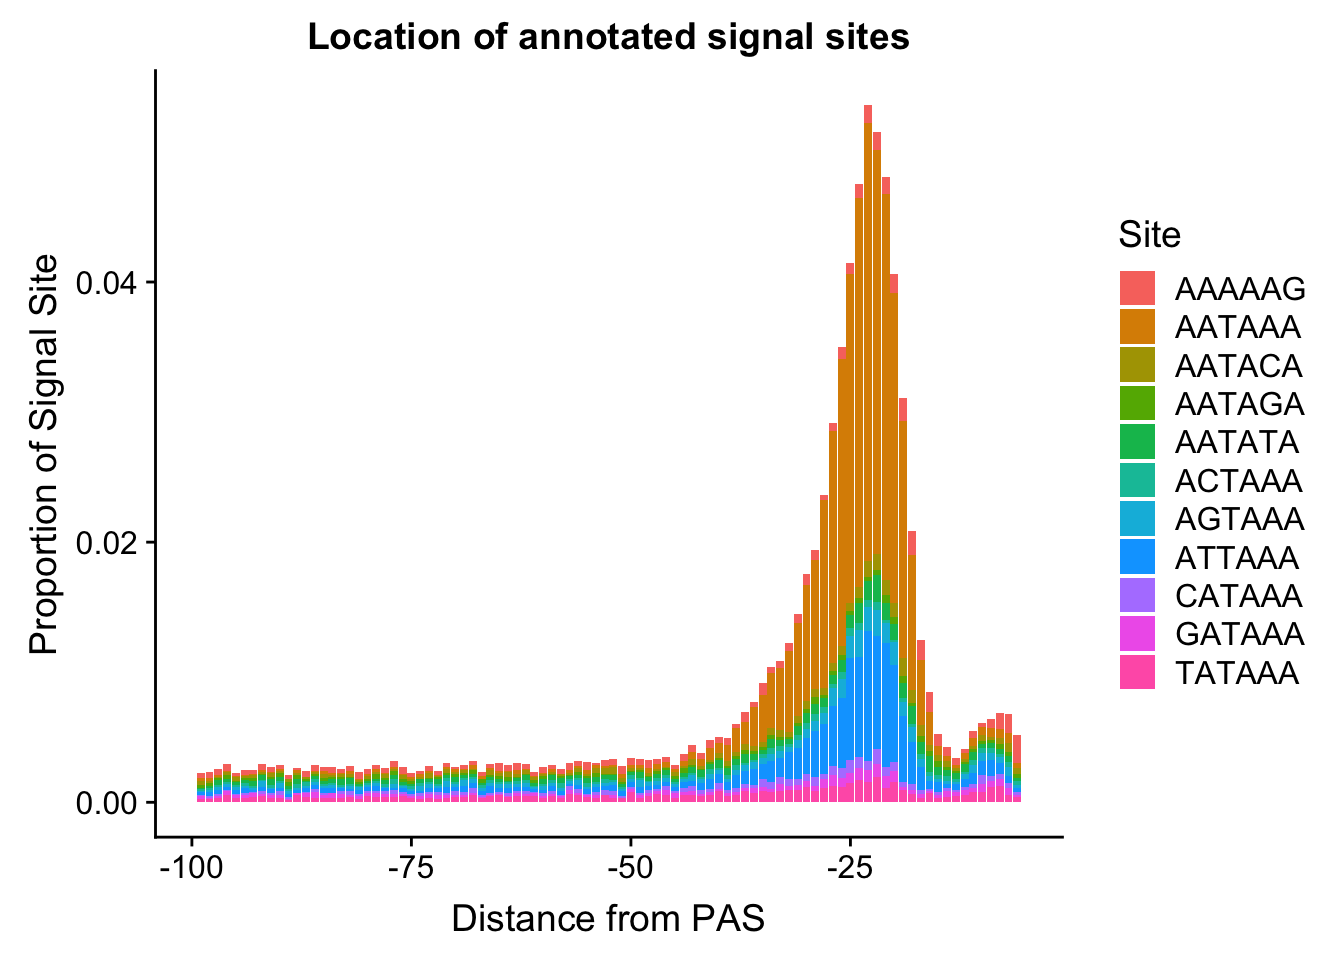 Location of annotated signal sites
Proportion of Signal Site
0.04
0.02
0.00
-100
-75
-50
-25
Distance from PAS
Site
AAAAAG
AATAAA
AATACA
AATAGA
AATATA
ACTAAA
AGTAAA
ATTAAA
CATAAA
GATAAA
TATAAA